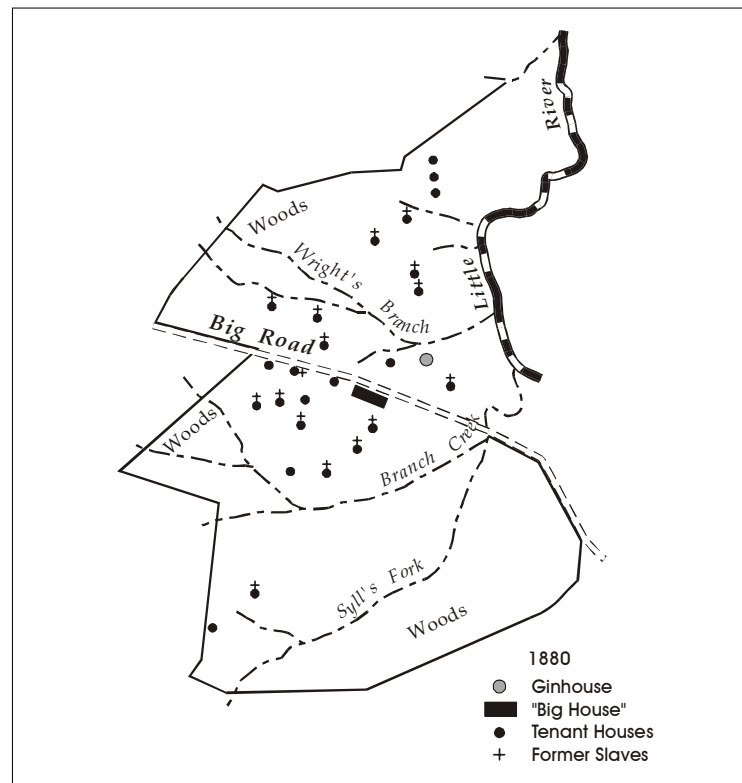 River
Woods
Wright's
Branch
Little
Big Road
Woods
Branch Creek
Syll's Fork
Woods
1880
Ginhouse
"Big House"
Tenant Houses
Former Slaves